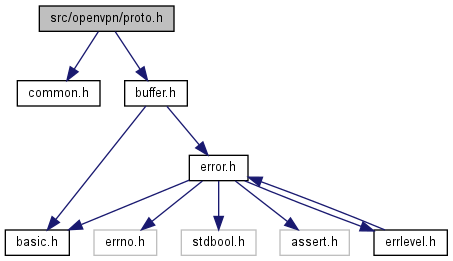 src/openvpn/proto.h
common.h
buffer.h
error.h
basic.h
errno.h
stdbool.h
assert.h
errlevel.h